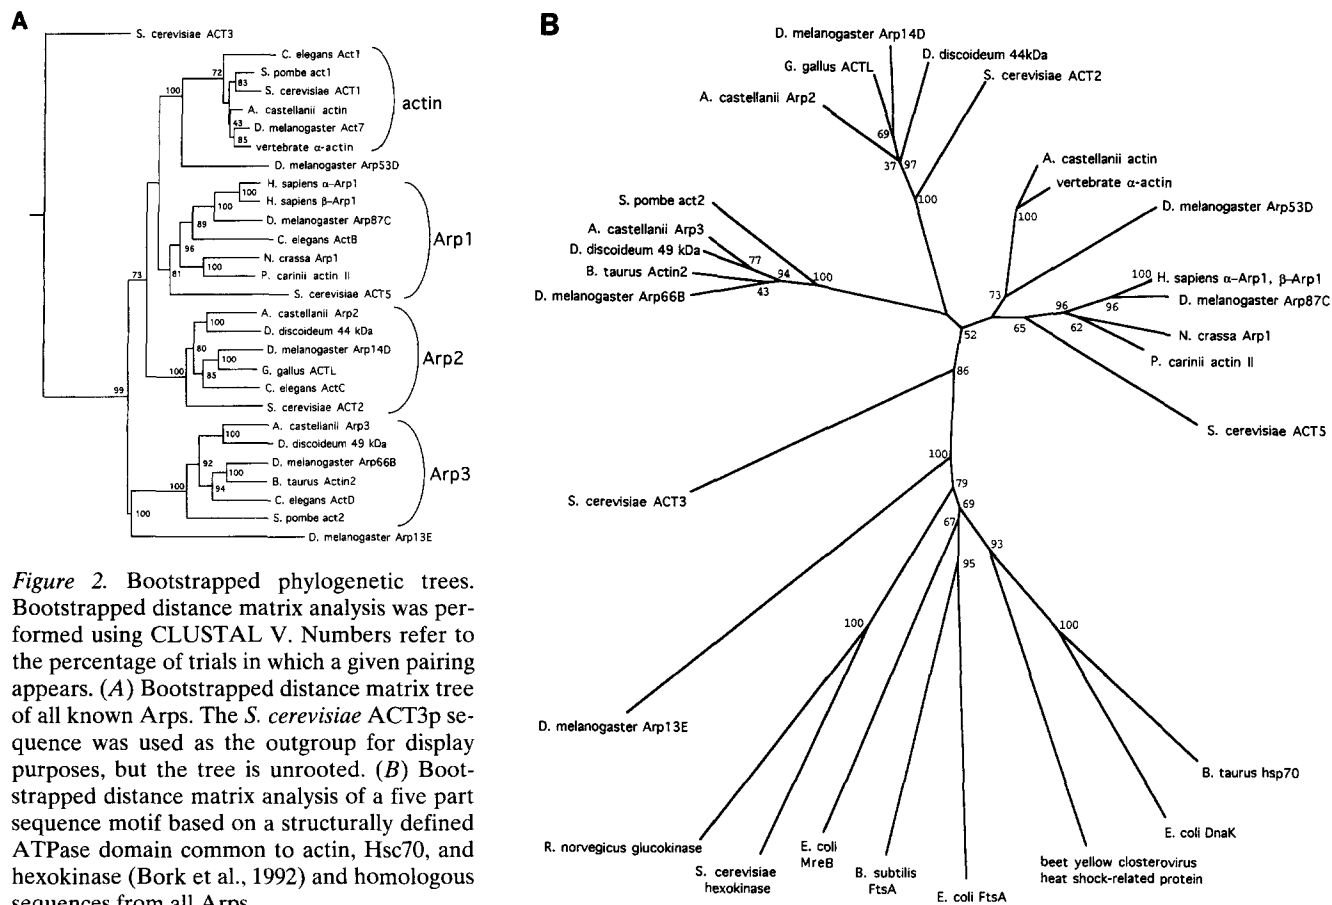 A
S. cerevisiae ACT3
C. elegans Act1
72
S. pombe act1
83
S. cerevisiae ACT1
100
A. castellanii actin
actin
43
D. melanogaster Act7
85
vertebrate α-actin
D. melanogaster Arp53D
H. sapiens α-Arp1
100
H. sapiens β-Arp1
100
D. melanogaster Arp87C
89
C. elegans ActB
Arp1
96
N. crassa Arp1
100
81
P. carinii actin II
73
S. cerevisiae ACT5
A. castellanii Arp2
100
D. discoideum 44 kDa
80
D. melanogaster Arp14D
100
Arp2
100
85
G. gallus ACTL
C. elegans ActC
99
S. cerevisiae ACT2
A. castellanii Arp3
100
D. discoideum 49 kDa
92
D. melanogaster Arp66B
100
Arp3
B. taurus Actin2
100
94
C. elegans ActD
100
S. pombe act2
D. melanogaster Arp13E
Figure 2. Bootstrapped phylogenetic trees.
Bootstrapped distance matrix analysis was per-
formed using CLUSTAL V. Numbers refer to
the percentage of trials in which a given pairing
appears. (A) Bootstrapped distance matrix tree
of all known Arps. The S. cerevisiae ACT3p se-
quence was used as the outgroup for display
purposes, but the tree is unrooted. (B) Boot-
strapped distance matrix analysis of a five part
sequence motif based on a structurally defined
ATPase domain common to actin, Hsc70, and
hexokinase (Bork et al., 1992) and homologous
sequences from all Arps.
B
D. melanogaster Arp14D
D. discoideum 44kDa
G. gallus ACTL
S. cerevisiae ACT2
A. castellanii Arp2
69
37
97
100
A. castellanii actin
vertebrate α-actin
100
D. melanogaster Arp53D
S. pombe act2
A. castellanii Arp3
D. discoideum 49 kDa
77
B. taurus Actin2
94
100
D. melanogaster Arp66B
43
73
100
H. sapiens α-Arp1, β-Arp1
96
96
D. melanogaster Arp87C
52
65
62
N. crassa Arp1
P. carinii actin II
86
S. cerevisiae ACT5
100
S. cerevisiae ACT3
79
69
67
93
95
100
100
D. melanogaster Arp13E
B. taurus hsp70
E. coli DnaK
R. norvegicus glucokinase
E. coli
MreB
S. cerevisiae
hexokinase
B. subtilis
FtsA
E. coli FtsA
beet yellow closterovirus
heat shock-related protein